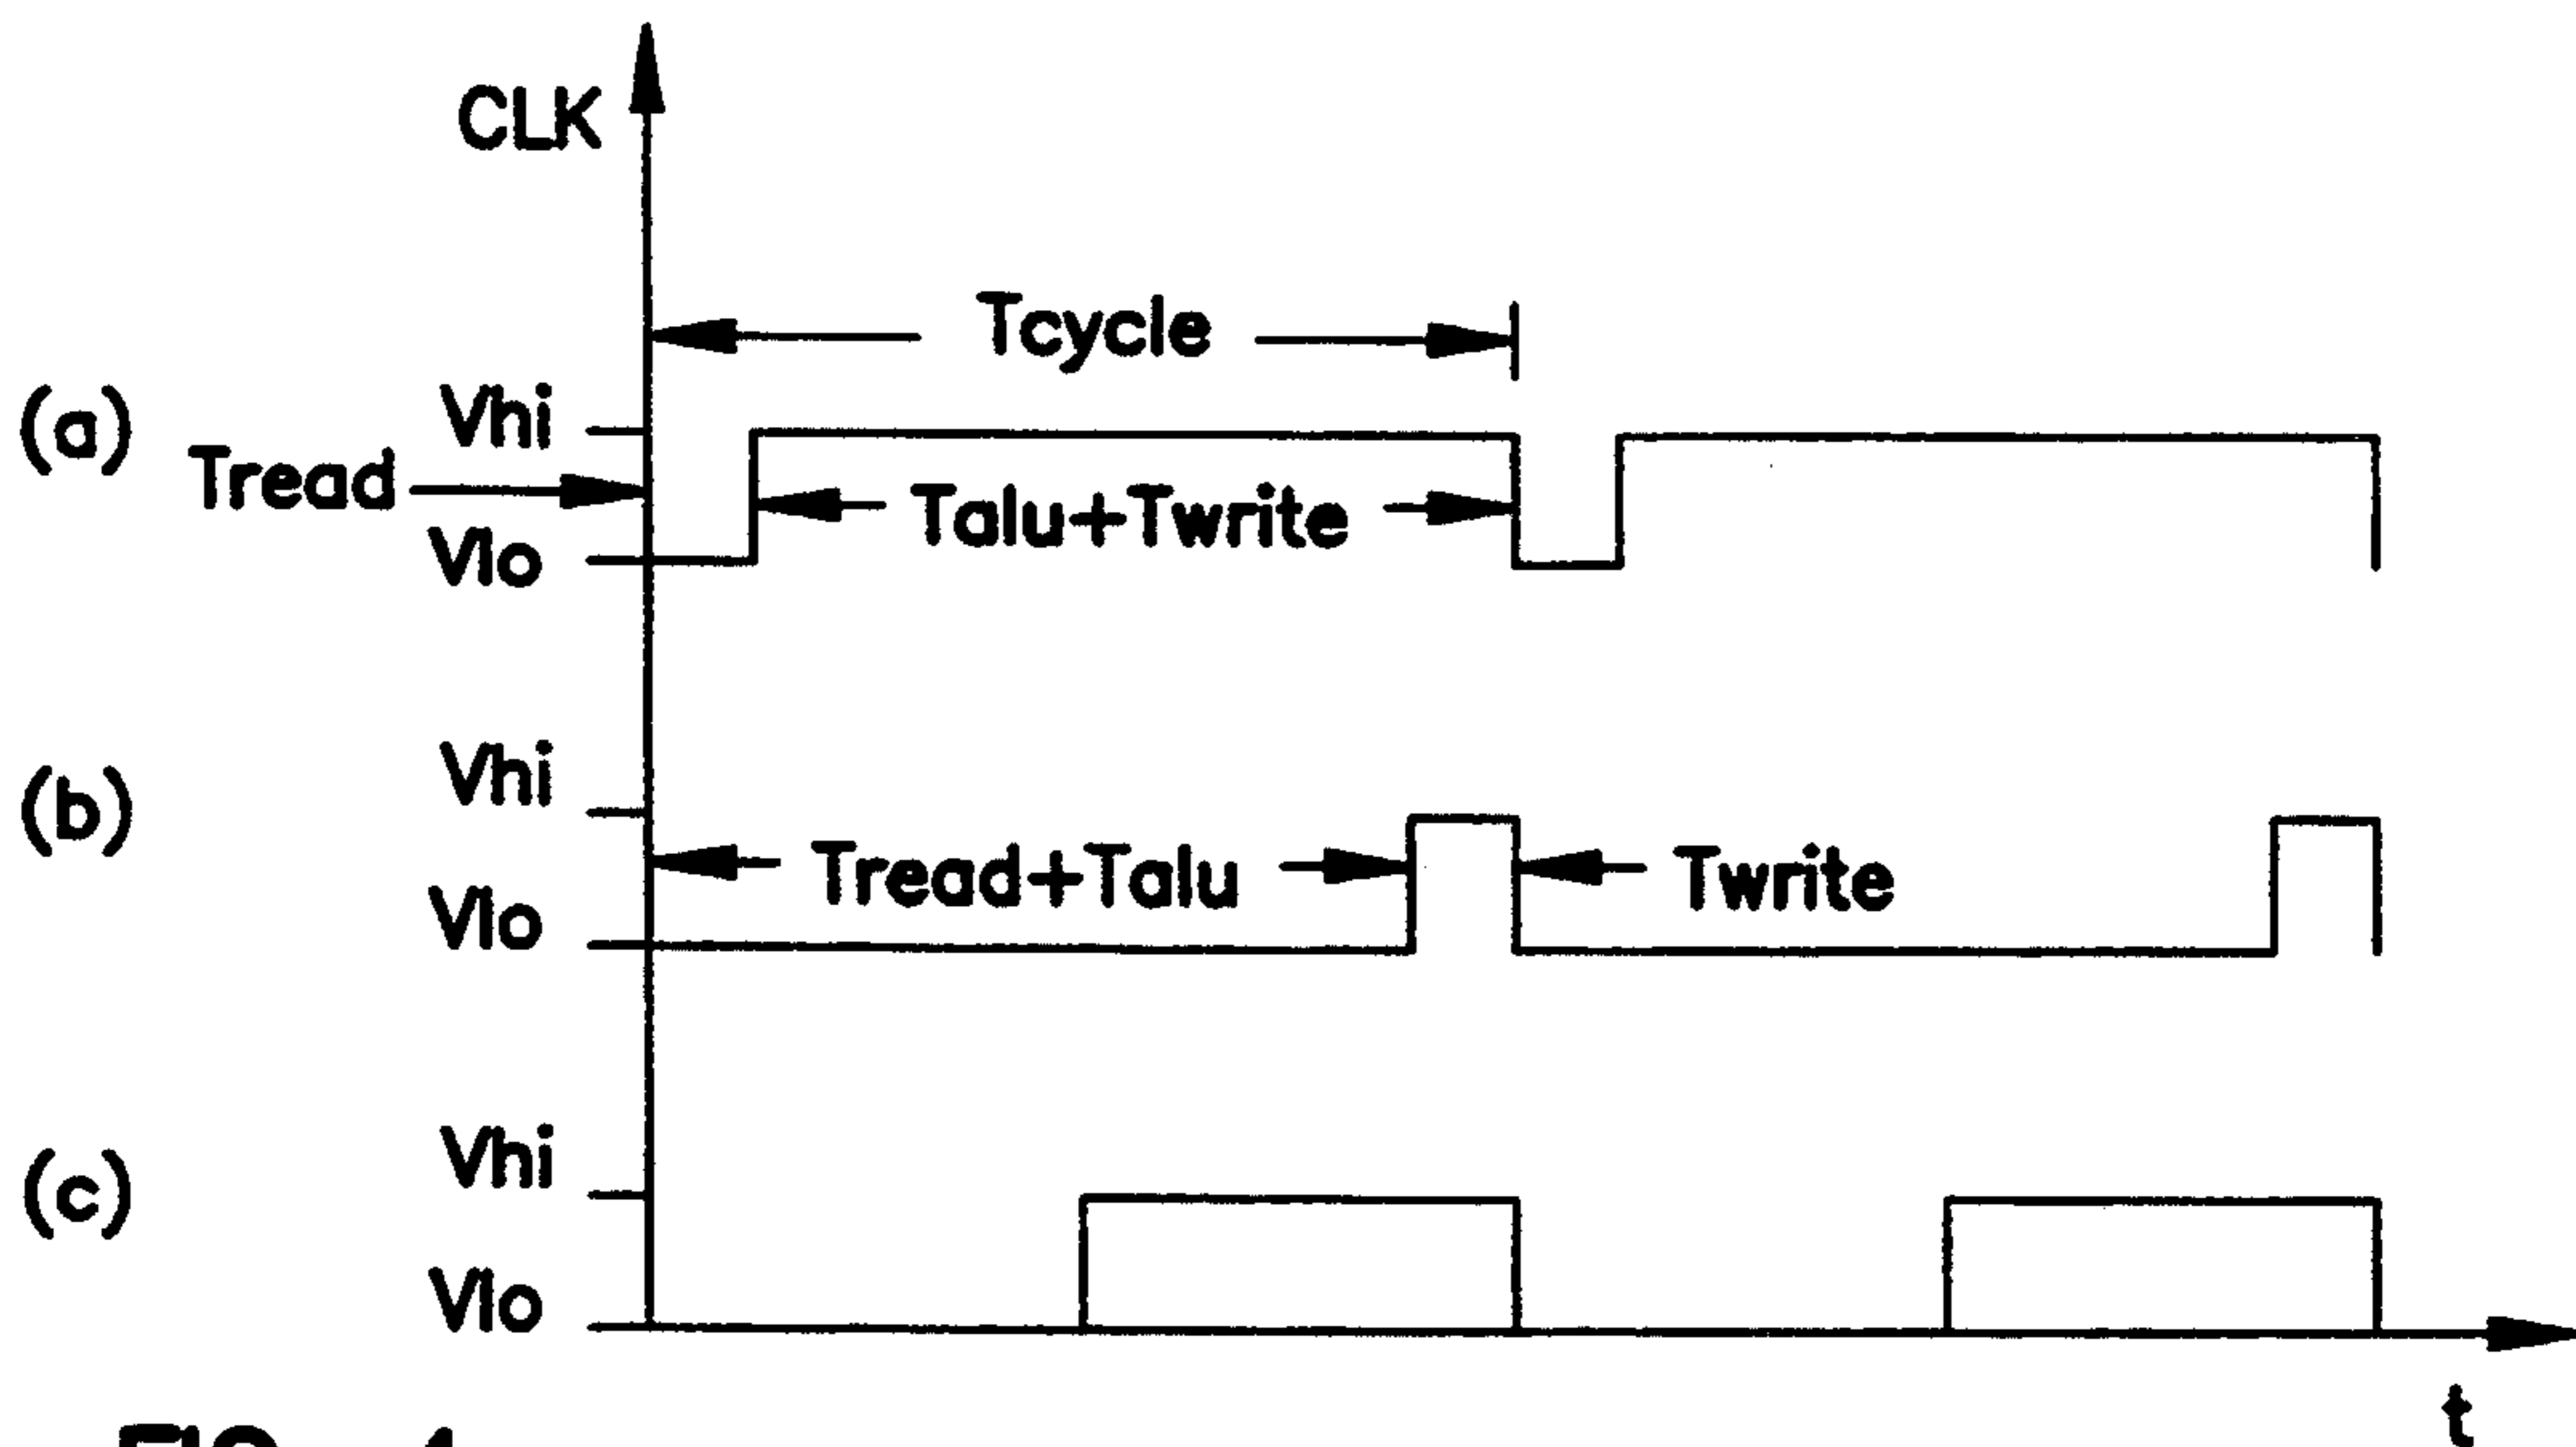 CLK
Tcycle
(a)
Vhi
Tread
Talu+Twrite
Vlo
(b)
Vhi
Tread+Talu
Twrite
Vlo
(c)
Vhi
Vlo
t